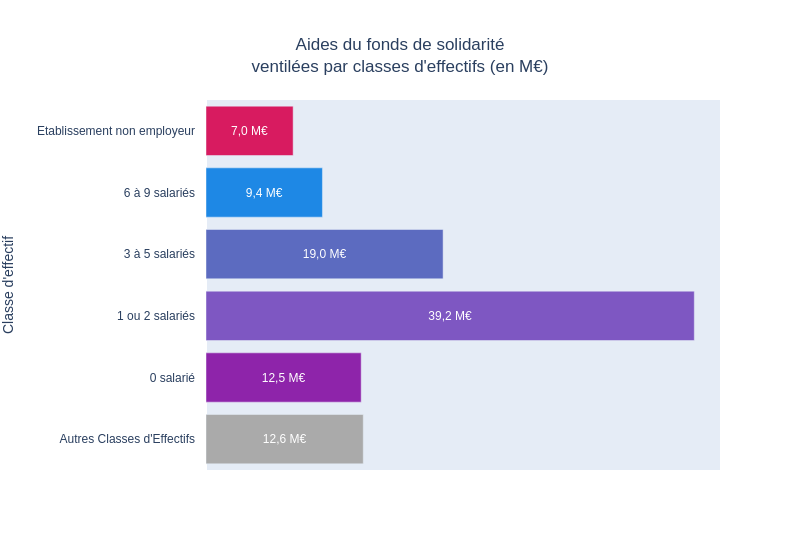 Aides du fonds de solidarité
ventilées par classes d'effectifs (en M€)
Classe d'effectif
Etablissement non employeur
7,0 M€
6 à 9 salariés
9,4 M€
3 à 5 salariés
19,0 M€
1 ou 2 salariés
39,2 M€
0 salarié
12,5 M€
Autres Classes d'Effectifs
12,6 M€